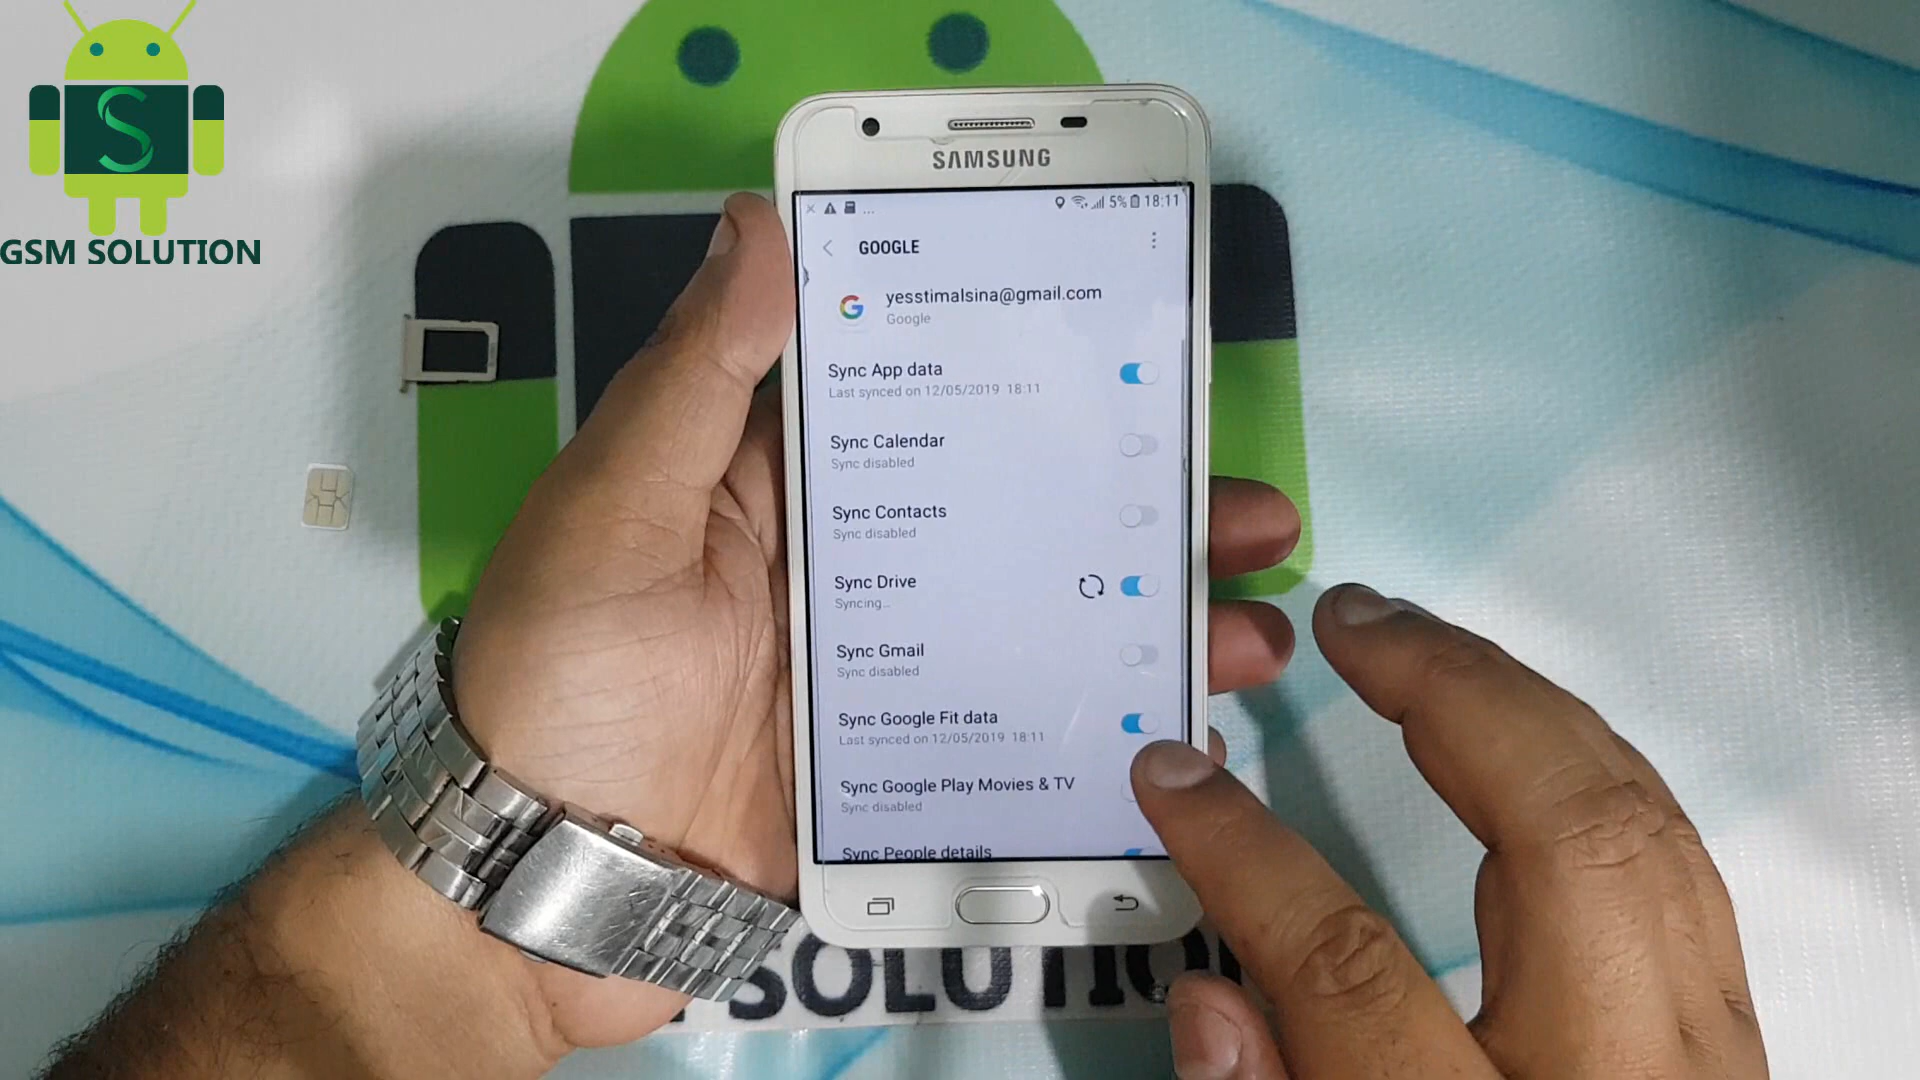 S
GSM SOLUTION
SAMSUNG
... 5% 18:11
GOOGLE
yesstimalsina@gmail.com
Google
Sync App data
Last synced on 12/05/2019 18:11
Sync Calendar
Sync disabled
Sync Contacts
Sync disabled
Sync Drive
Syncing...
Sync Gmail
Sync disabled
Sync Google Fit data
Last synced on 12/05/2019 18:11
Sync Google Play Movies & TV
Sync disabled
Sync People details
SOLUTION